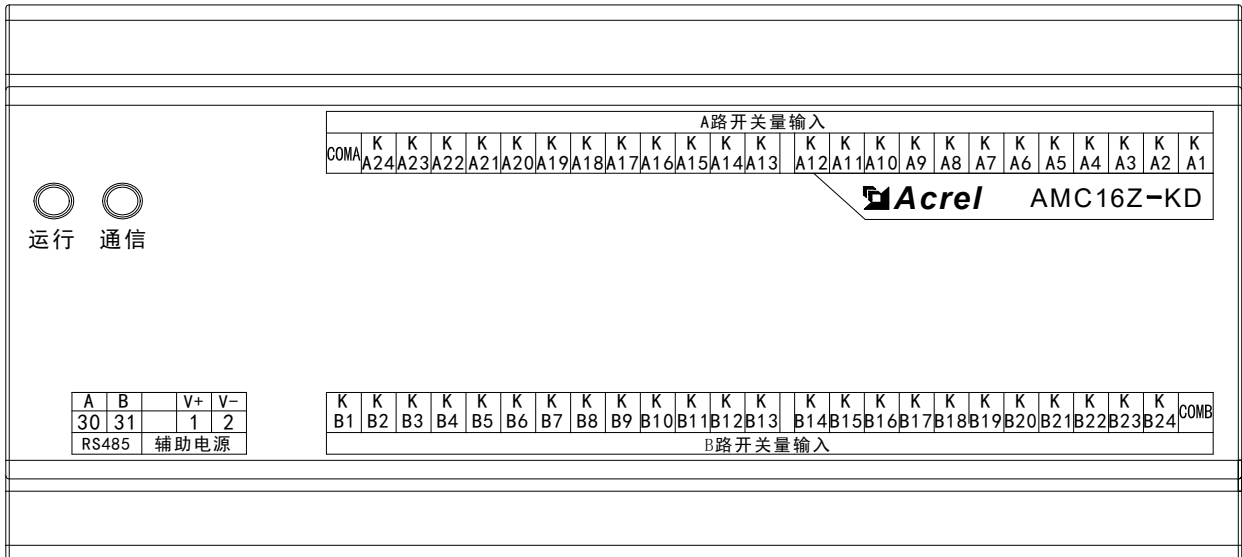 A路开关量输入
COMA K K K K K K K K K K K K K K K K K K K K K K K K
A24 A23 A22 A21 A20 A19 A18 A17 A16 A15 A14 A13 A12 A11 A10 A9 A8 A7 A6 A5 A4 A3 A2 A1
Acrel AMC16Z-KD
运行 通信
A B V+ V-
30 31 1 2
RS485 辅助电源
K K K K K K K K K K K K K K K K K K K K K K K K COMB
B1 B2 B3 B4 B5 B6 B7 B8 B9 B10 B11 B12 B13 B14 B15 B16 B17 B18 B19 B20 B21 B22 B23 B24
B路开关量输入